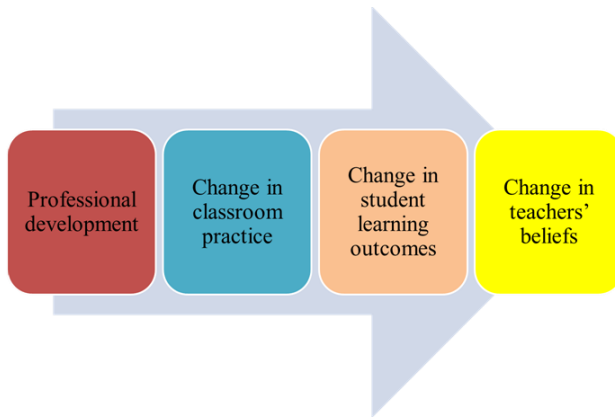 Professional
development
Change in
classroom
practice
Change in
student
learning
outcomes
Change in
teachers’
beliefs